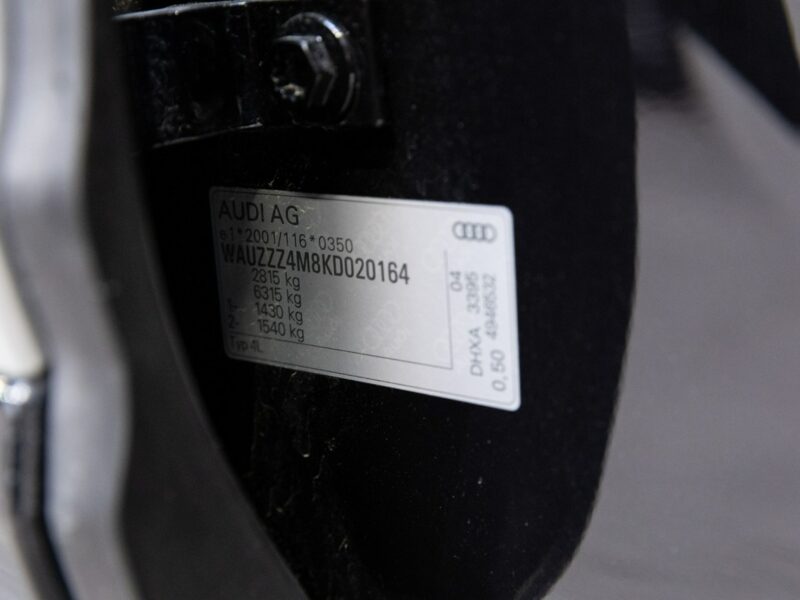 AUDI AG
e1*2001/116*0350
WAUZZZ4M8KD020164
2815 kg
6315 kg
1- 1430 kg
2- 1540 kg
Typ 4L
04
DHXA 3395
0,50 4946532